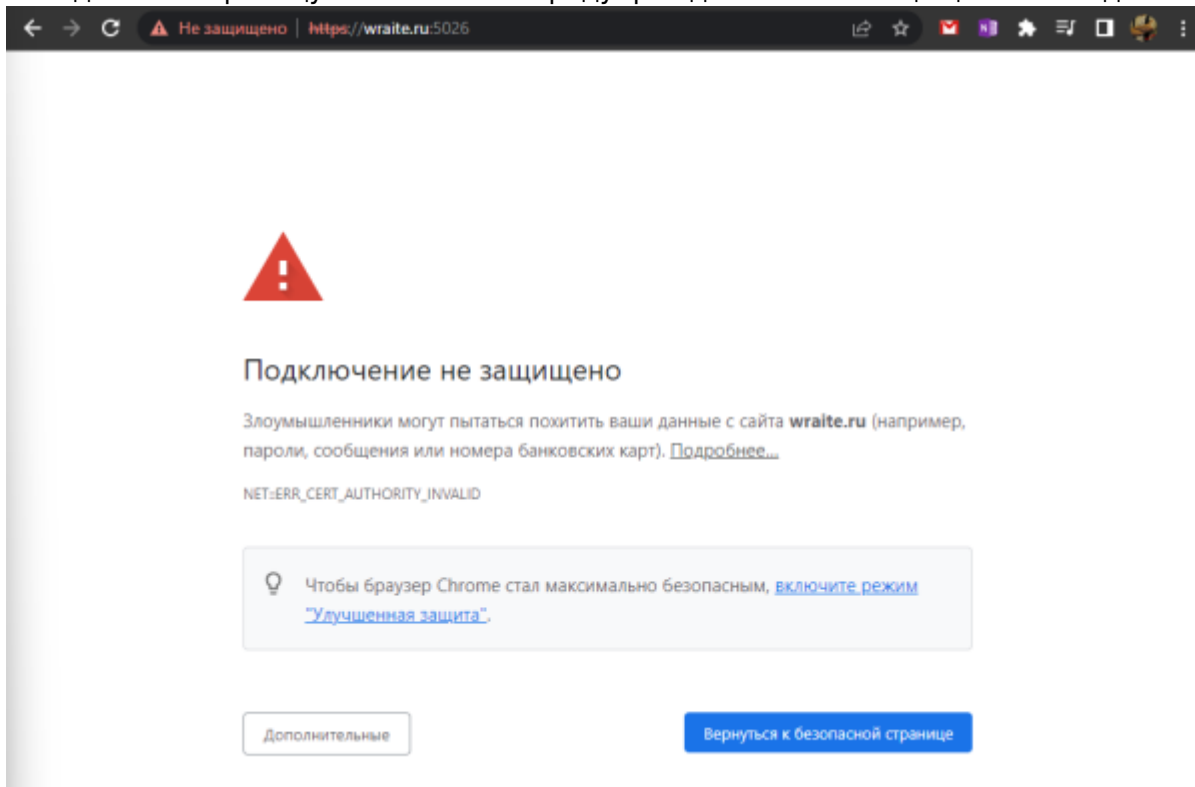 Не защищено | https://wraite.ru:5026
Подключение не защищено
Злоумышленники могут пытаться похитить ваши данные с сайта wraite.ru (например,
пароли, сообщения или номера банковских карт). Подробнее...
NET::ERR_CERT_AUTHORITY_INVALID
Чтобы браузер Chrome стал максимально безопасным, включите режим
"Улучшенная защита".
Дополнительные
Вернуться к безопасной странице